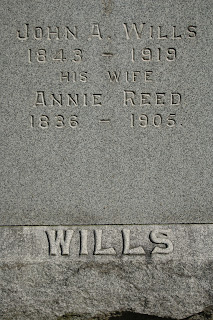 JOHN A. WILLS
1843 - 1919
HIS WIFE
ANNIE REED
1836 - 1905.
WILLS